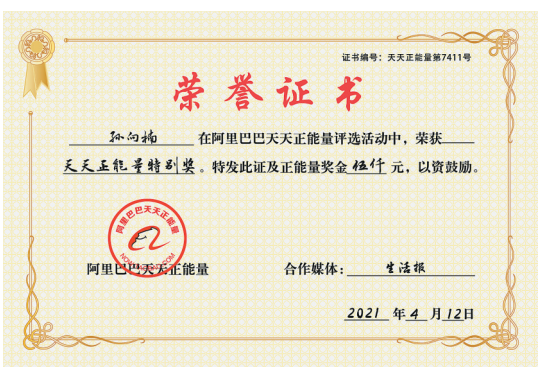 证书编号：天天正能量第7411号
荣誉证书
孙向楠 在阿里巴巴天天正能量评选活动中，荣获
天天正能量特别奖。特发此证及正能量奖金 伍仟 元，以资鼓励。
阿里巴巴天天正能量
阿里巴巴天天正能量 合作媒体：生活报
2021 年 4 月 12 日